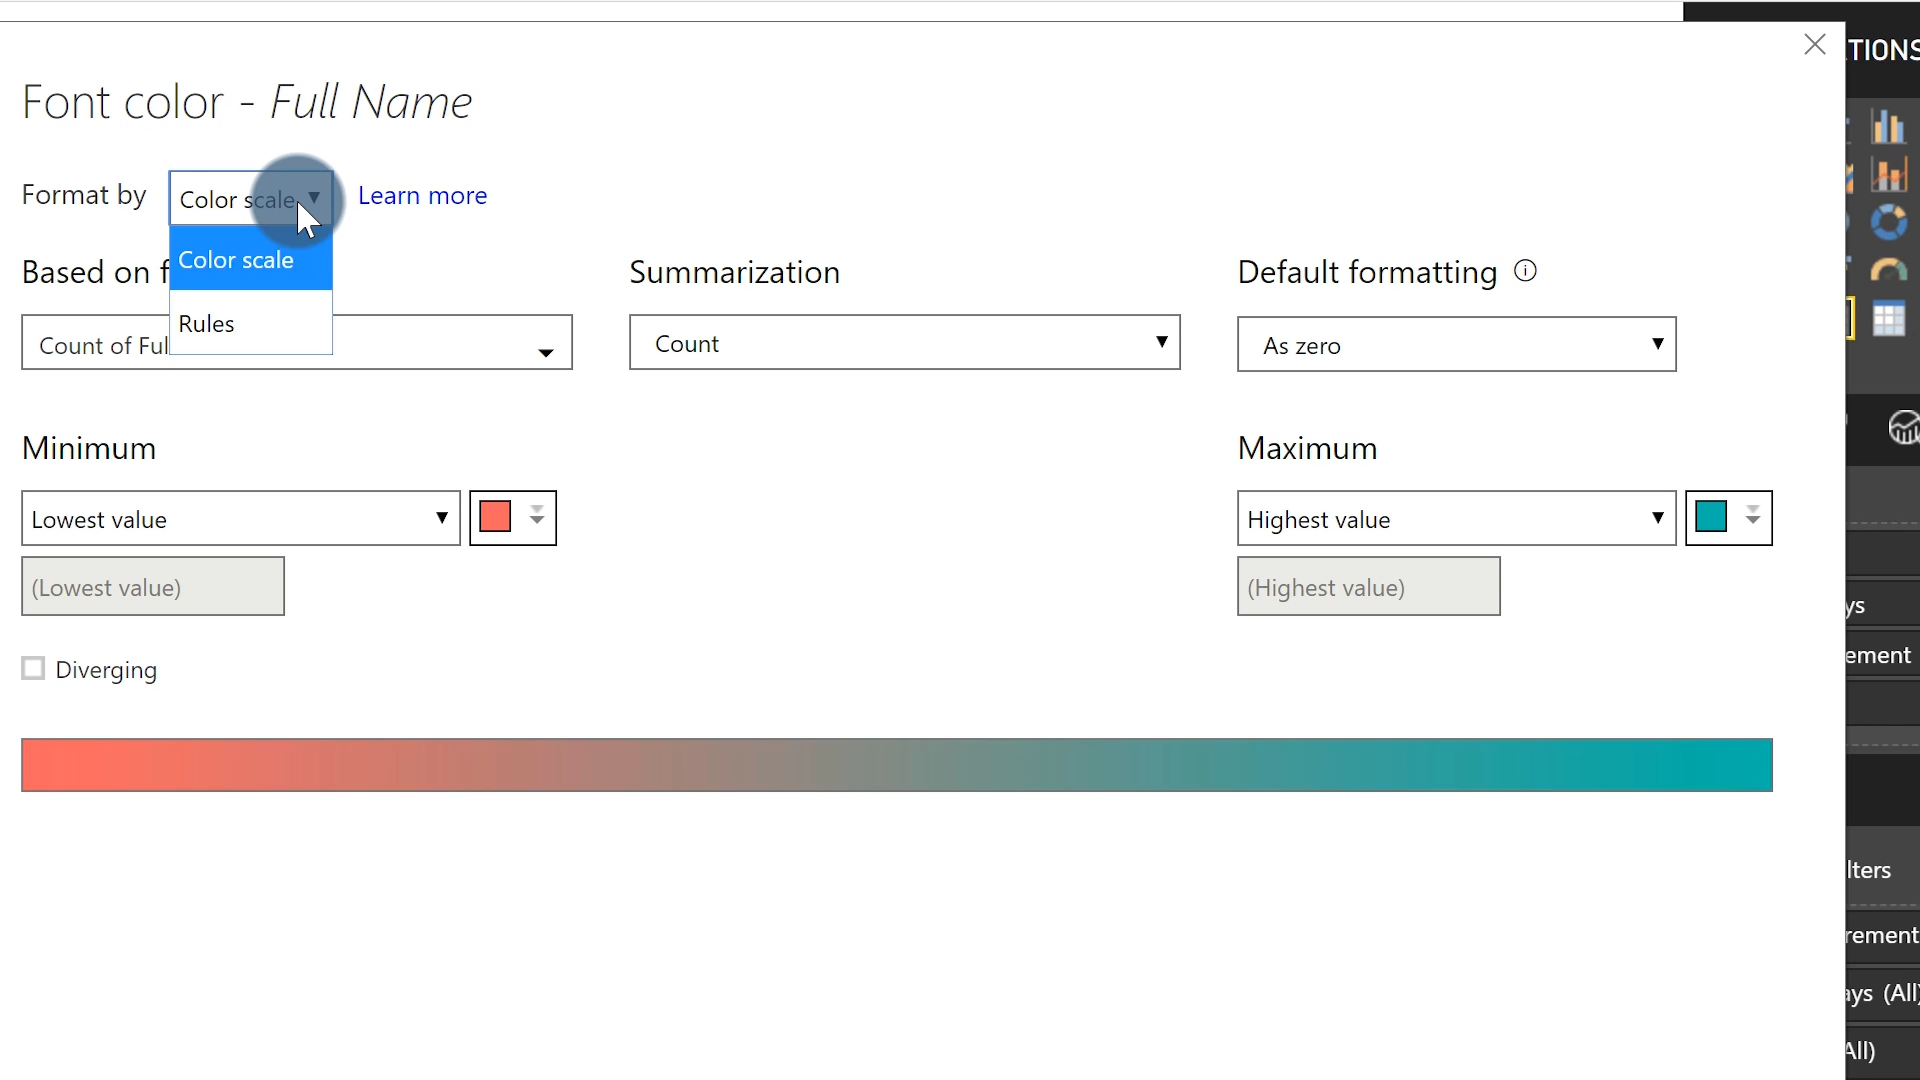 TIONS
Font color - Full Name
Format by Color scale Learn more
Color scale
Rules
Based on f Summarization Default formatting
Count of Ful Count As zero
Minimum Maximum
Lowest value Highest value
(Lowest value) (Highest value)
Diverging
ys
ement
lters
rement
ays (All)
All)